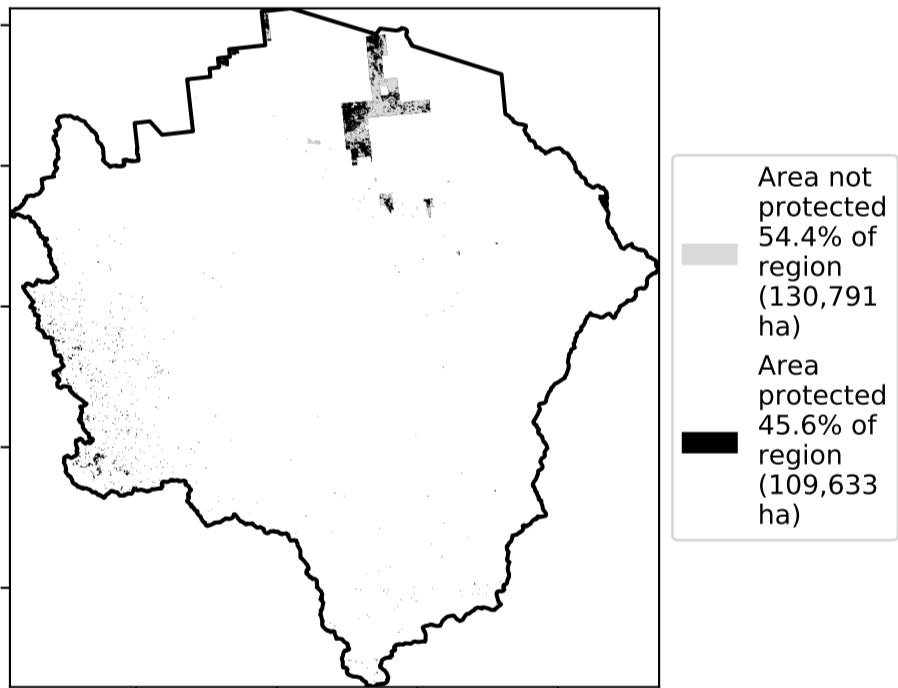 Area not
protected
54.4% of
region
(130,791
ha)
Area
protected
45.6% of
region
(109,633
ha)